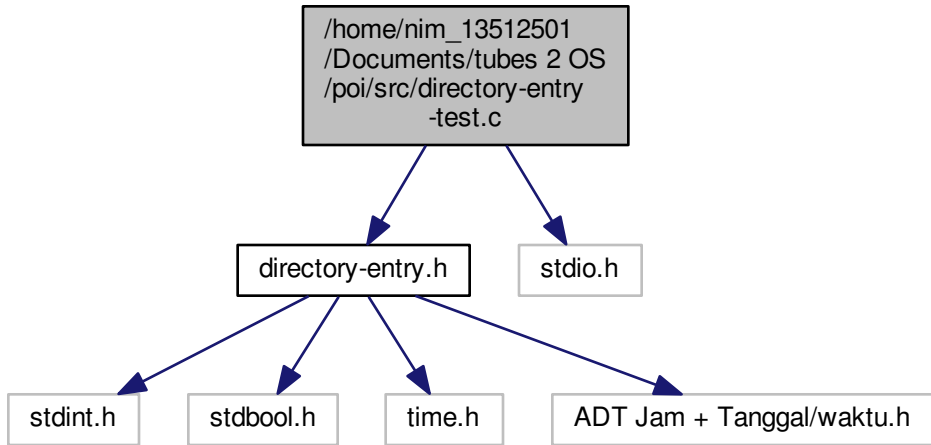 /home/nim_13512501
/Documents/tubes 2 OS
/poi/src/directory-entry
-test.c
directory-entry.h
stdio.h
stdint.h
stdbool.h
time.h
ADT Jam + Tanggal/waktu.h